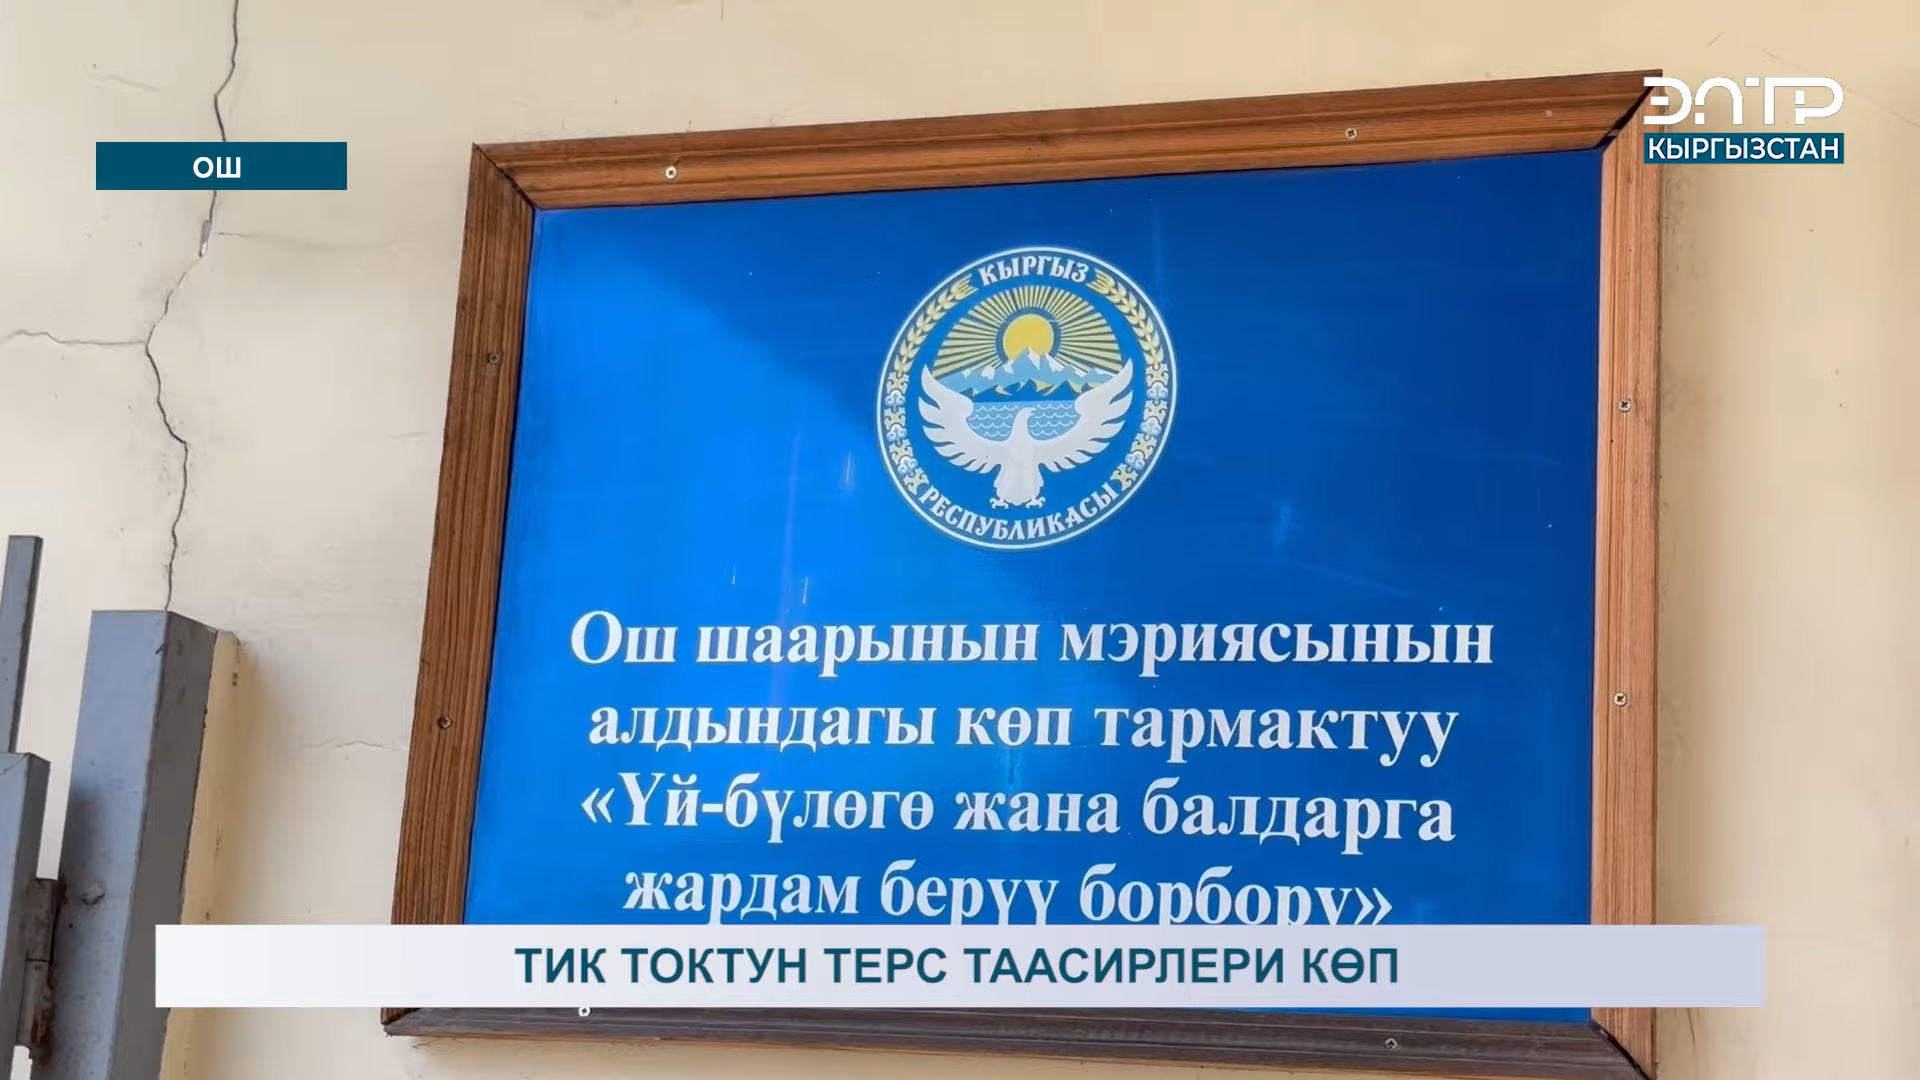 ЭЛТР
КЫРГЫЗСТАН
ОШ
КЫРГЫЗ
РЕСПУБЛИКАСЫ
Ош шаарынын мэриясынын
алдындагы көп тармактуу
«Үй-бүлөгө жана балдарга
жардам берүү борбору»
ТИК ТОКТУН ТЕРС ТААСИРЛЕРИ КӨП